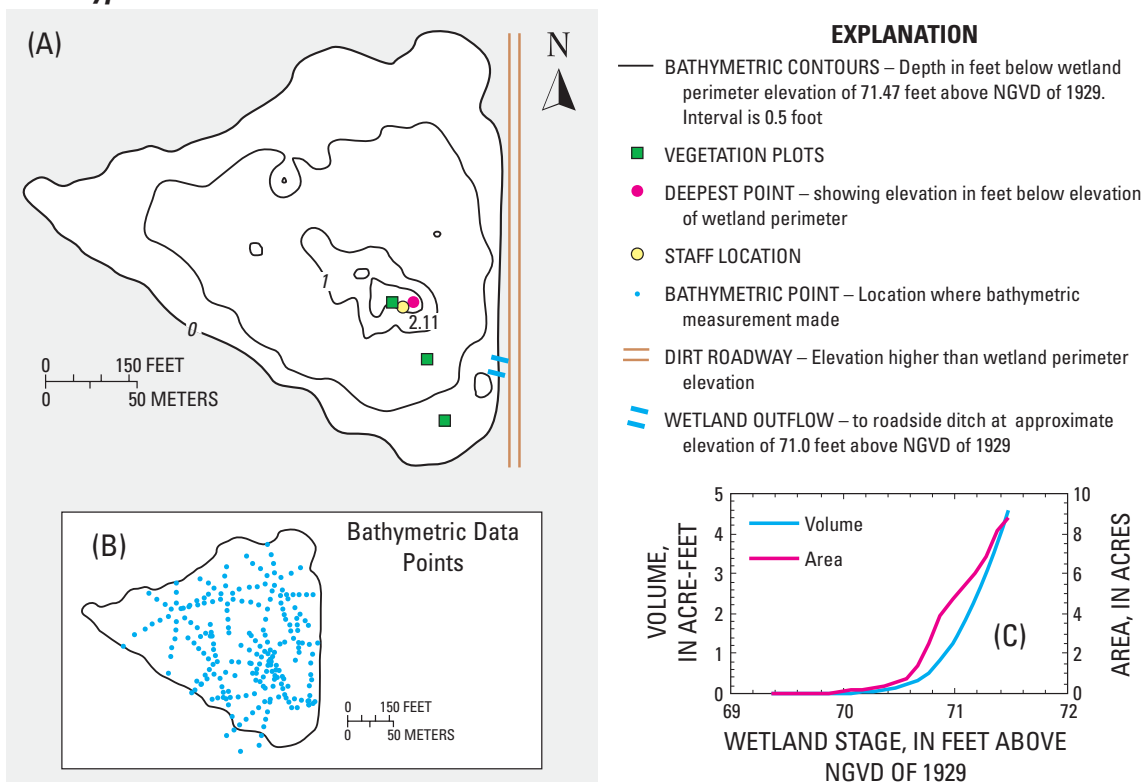 (A)
N
1
0
2.11
0 150 FEET
0 50 METERS
(B)
Bathymetric Data
Points
0 150 FEET
0 50 METERS
EXPLANATION
BATHYMETRIC CONTOURS – Depth in feet below wetland
perimeter elevation of 71.47 feet above NGVD of 1929.
Interval is 0.5 foot
VEGETATION PLOTS
DEEPEST POINT – showing elevation in feet below elevation
of wetland perimeter
STAFF LOCATION
BATHYMETRIC POINT – Location where bathymetric
measurement made
DIRT ROADWAY – Elevation higher than wetland perimeter
elevation
WETLAND OUTFLOW – to roadside ditch at approximate
elevation of 71.0 feet above NGVD of 1929
VOLUME,
IN ACRE-FEET
5
4
3
2
1
0
Volume
Area
(C)
10
8
6
4
2
0
AREA, IN ACRES
69 70 71 72
WETLAND STAGE, IN FEET ABOVE
NGVD OF 1929